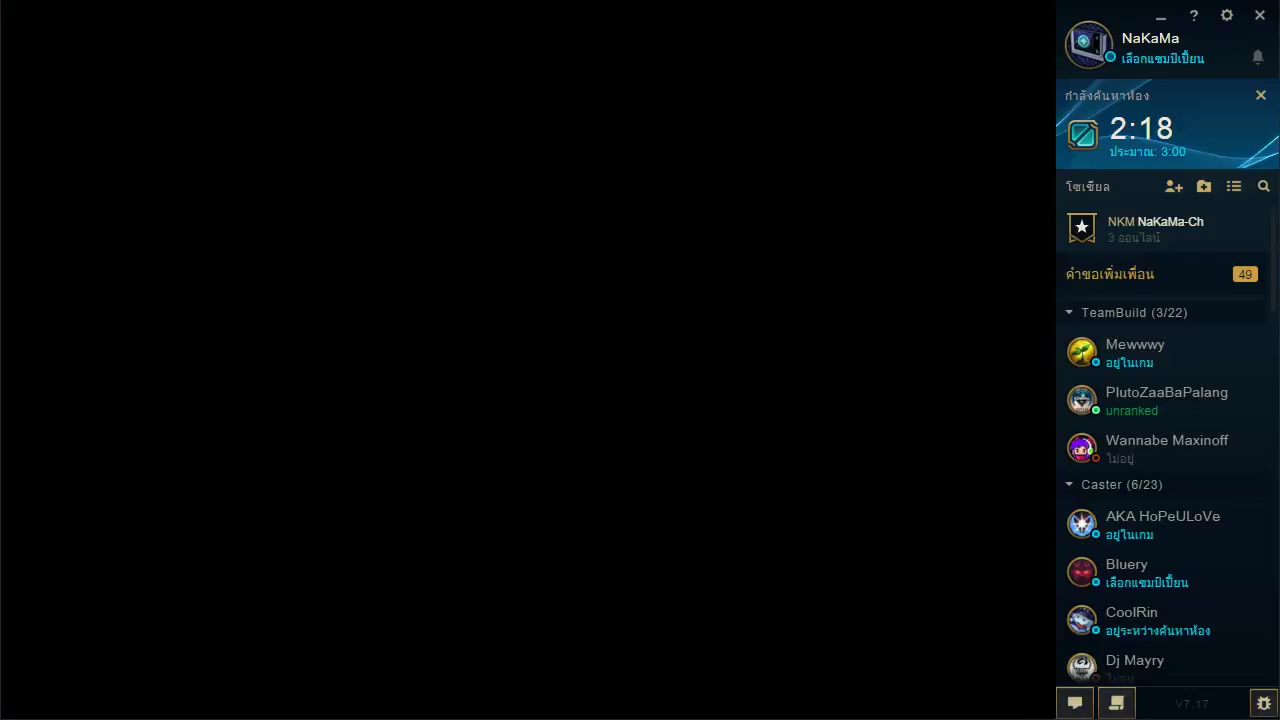 NaKaMa
เลือกแชมป์เปี้ยน
กำลังค้นหาห้อง
2:18
ประมาณ: 3:00
โซเชียล
NKM NaKaMa-Ch
3 ออนไลน์
คำขอเพิ่มเพื่อน
49
TeamBuild (3/22)
Mewwwy
อยู่ในเกม
PlutoZaaBaPalang
unranked
Wannabe Maxinoff
ไม่อยู่
Caster (6/23)
AKA HoPeULoVe
อยู่ในเกม
Bluery
เลือกแชมป์เปี้ยน
CoolRin
อยู่ระหว่างค้นหาห้อง
Dj Mayry
ไม่อยู่
V7.17